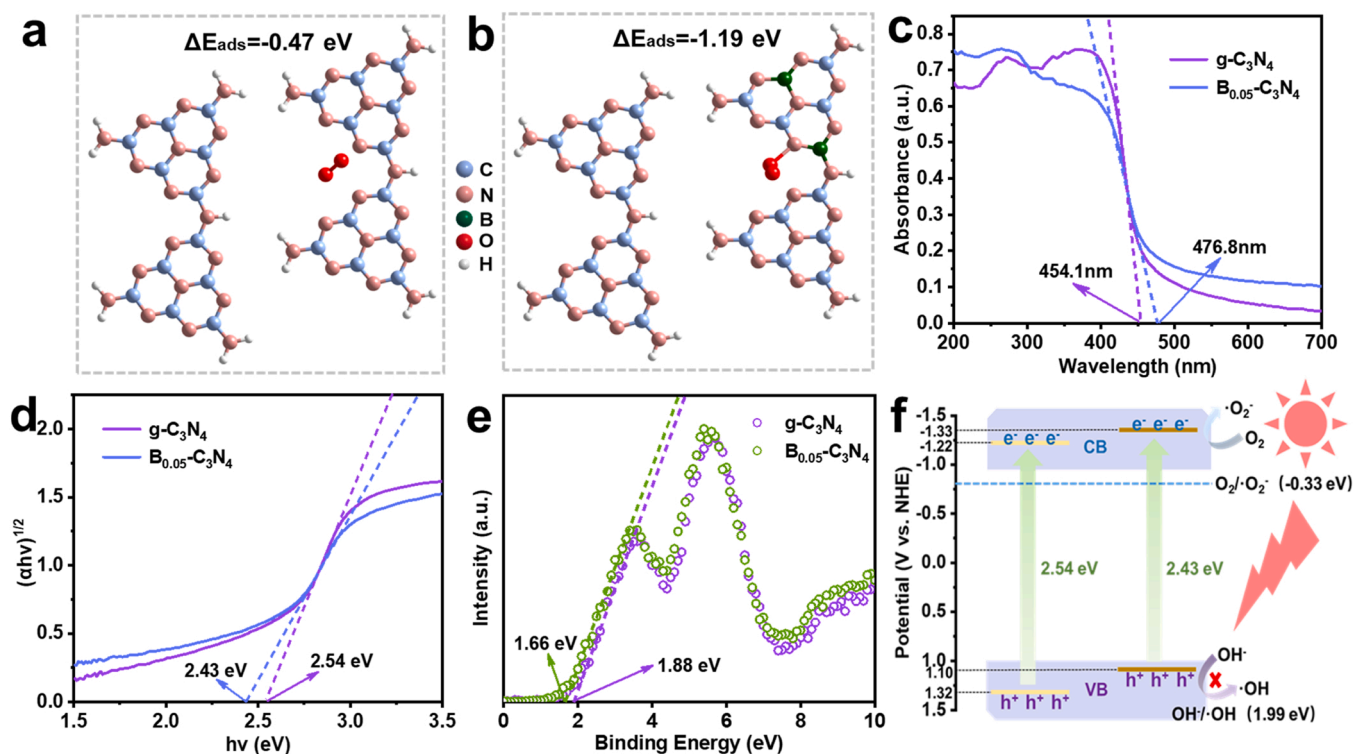 a
ΔEads=-0.47 eV
b
ΔEads=-1.19 eV
C
N
B
O
H
c
g-C3N4
B0.05-C3N4
476.8nm
454.1nm
Absorbance (a.u.)
0.8
0.7
0.6
0.5
0.4
0.3
0.2
0.1
0.0
200 300 400 500 600 700
Wavelength (nm)
d
g-C3N4
B0.05-C3N4
2.43 eV
2.54 eV
(αhv)1/2
2.0
1.5
1.0
0.5
0.0
1.5 2.0 2.5 3.0 3.5
hv (eV)
e
g-C3N4
B0.05-C3N4
1.66 eV
1.88 eV
Intensity (a.u.)
0 2 4 6 8 10
Binding Energy (eV)
f
Potential (V vs. NHE)
-1.5
-1.33
-1.22
-1.0
-0.5
0.0
0.5
1.0
1.10
1.32
1.5
e- e- e-
e- e- e-
CB
·O2-
O2
O2/·O2- (-0.33 eV)
2.54 eV
2.43 eV
VB
h+ h+ h+
h+ h+ h+
OH-
X
·OH
OH-/·OH (1.99 eV)